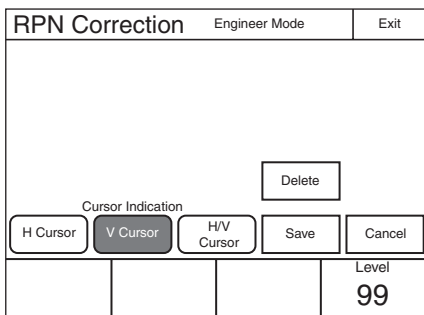 RPN Correction Engineer Mode Exit
Delete
Cursor Indication
H Cursor V Cursor H/V Cursor Save Cancel
Level
99